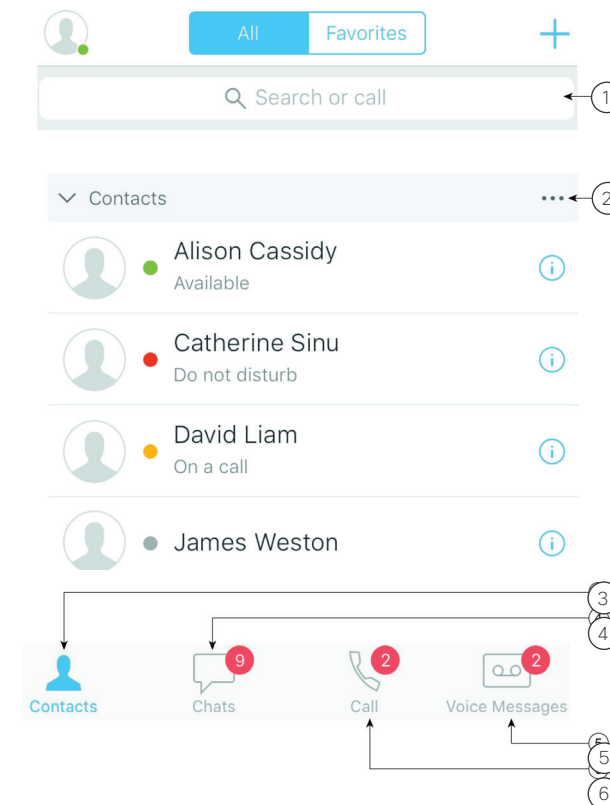 All Favorites
Search or call
1
Contacts
2
Alison Cassidy
Available
i
Catherine Sinu
Do not disturb
i
David Liam
On a call
i
James Weston
i
3
4
9
2
2
Contacts
Chats
Call
Voice Messages
5
6